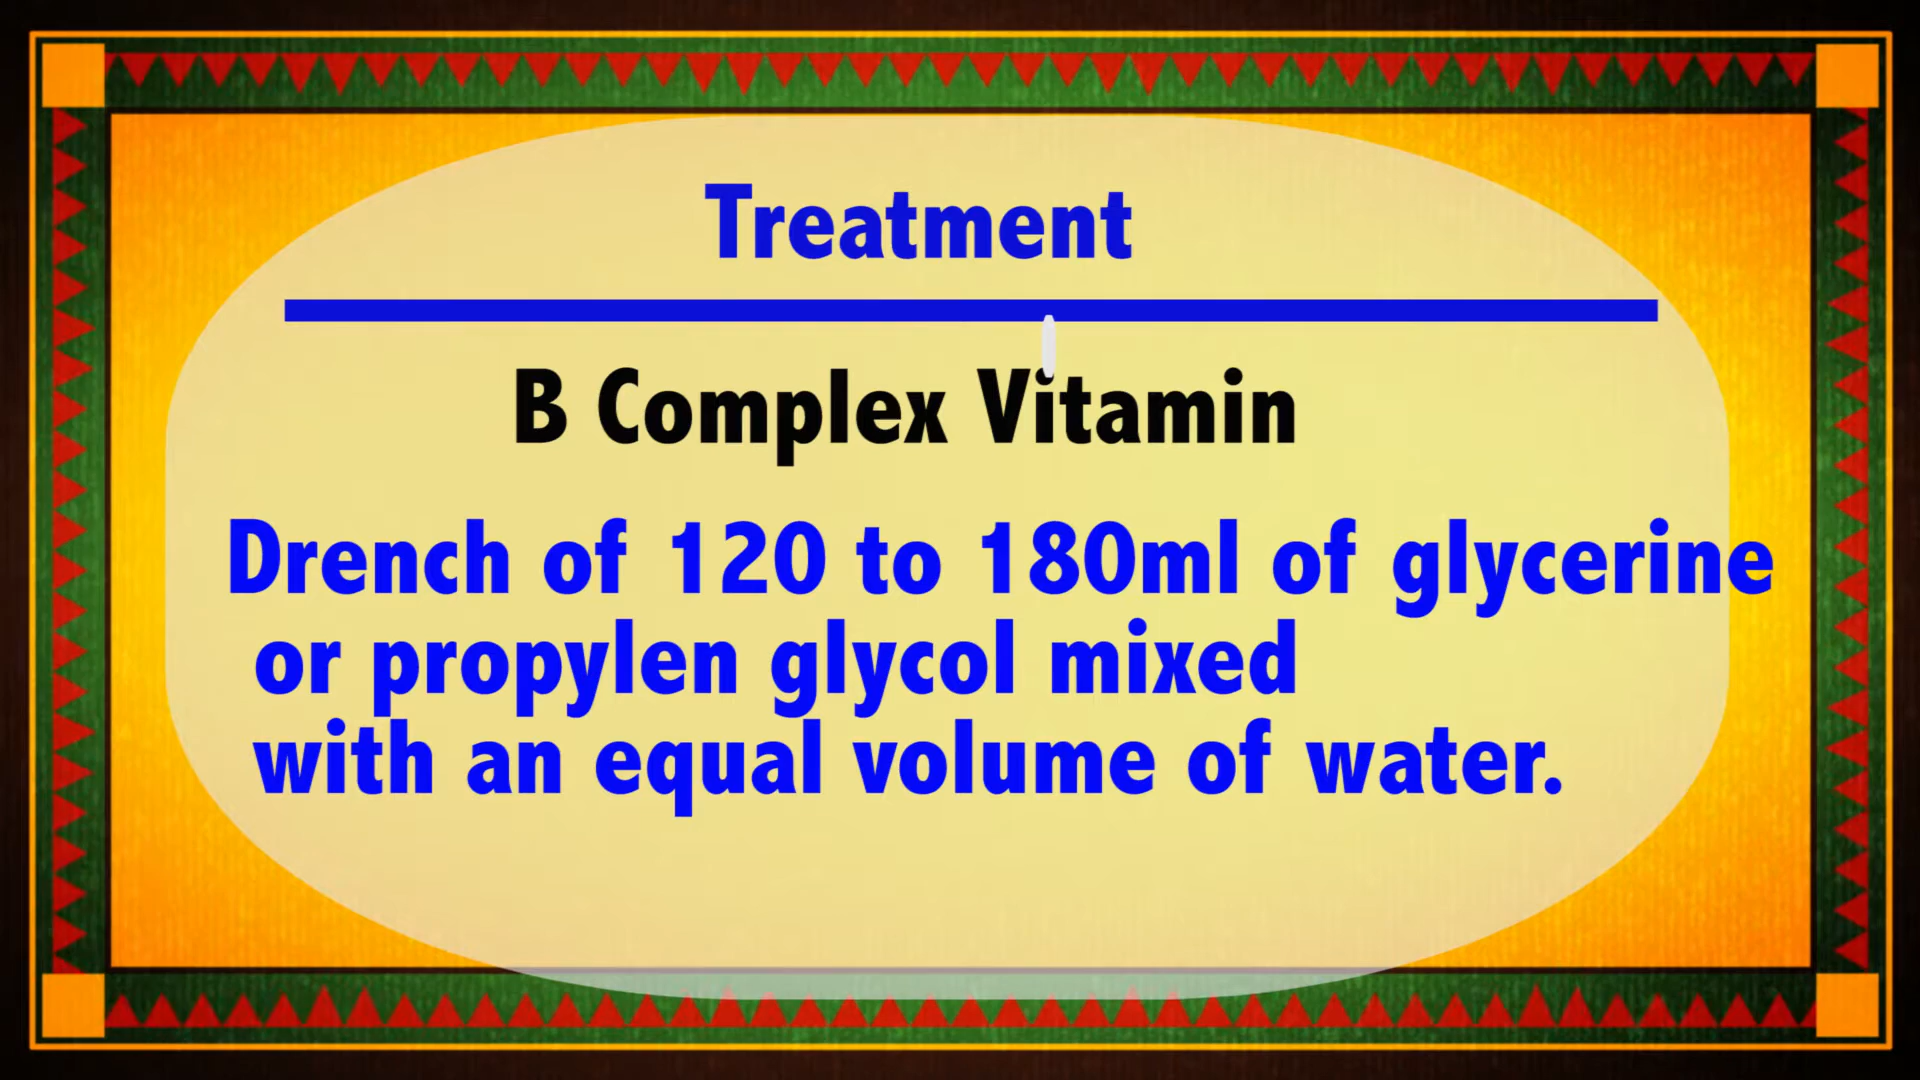 Treatment
B Complex Vitamin
Drench of 120 to 180ml of glycerine
or propylen glycol mixed
with an equal volume of water.